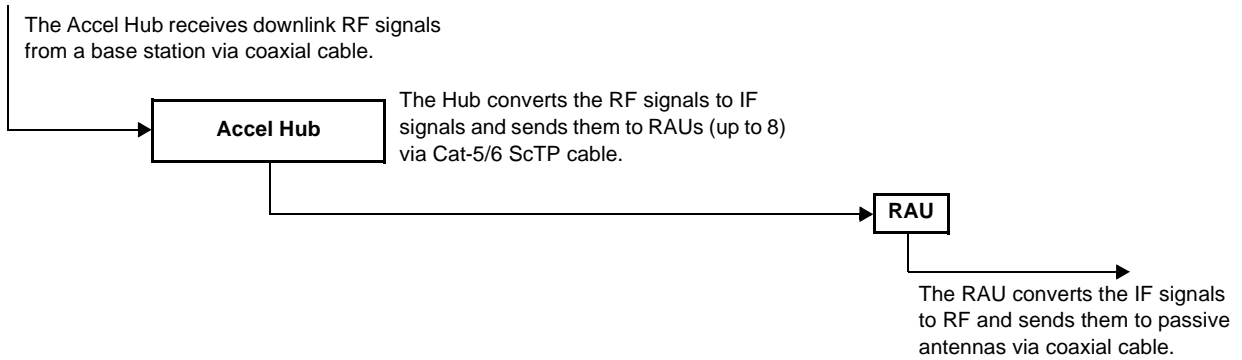 The Accel Hub receives downlink RF signals
from a base station via coaxial cable.
Accel Hub
The Hub converts the RF signals to IF
signals and sends them to RAUs (up to 8)
via Cat-5/6 ScTP cable.
RAU
The RAU converts the IF signals
to RF and sends them to passive
antennas via coaxial cable.